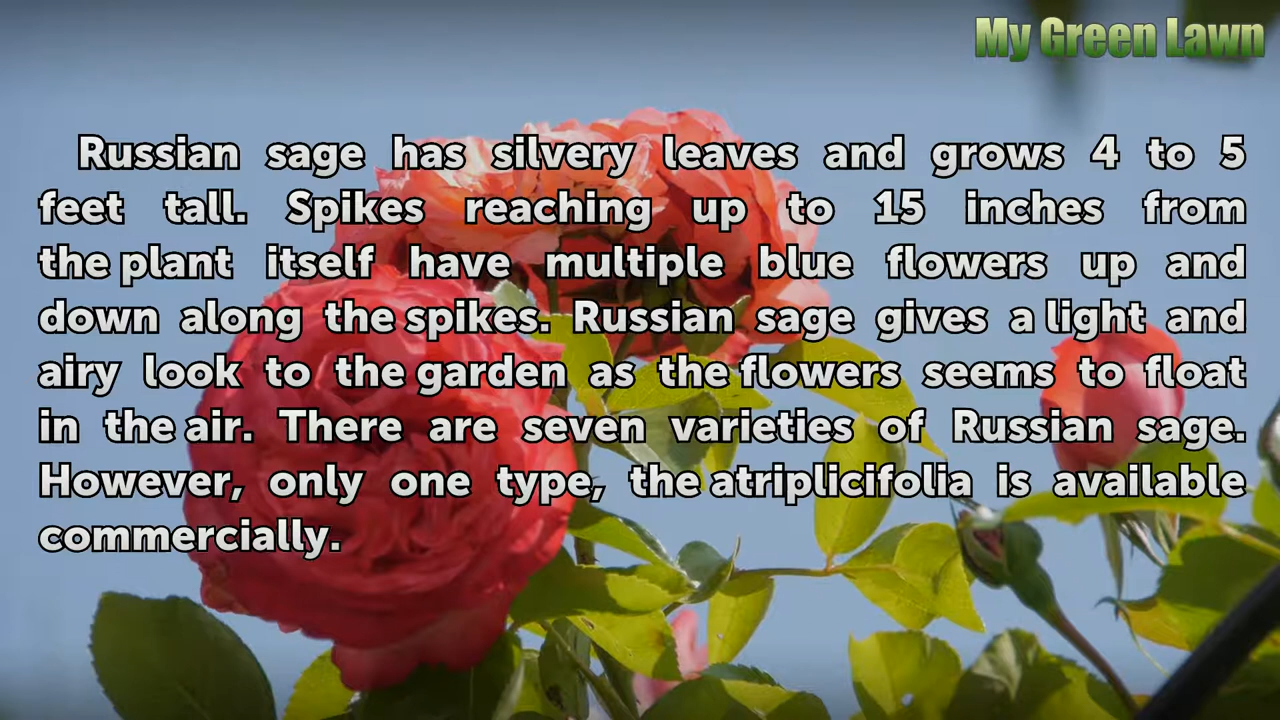 My Green Lawn
Russian sage has silvery leaves and grows 4 to 5
feet tall. Spikes reaching up to 15 inches from
the plant itself have multiple blue flowers up and
down along the spikes. Russian sage gives a light and
airy look to the garden as the flowers seems to float
in the air. There are seven varieties of Russian sage.
However, only one type, the atriplicifolia is available
commercially.